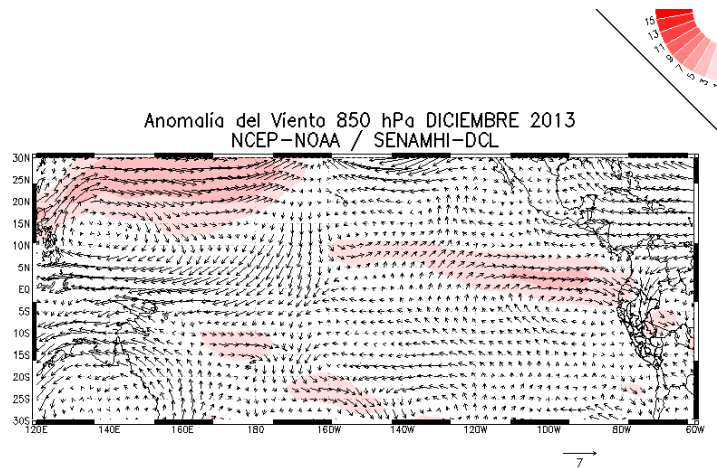 15
13
11
9
7
5
3
1
Anomalía del Viento 850 hPa DICIEMBRE 2013
NCEP-NOAA / SENAMHI-DCL
30N
25N
20N
15N
10N
5N
EQ
5S
10S
15S
20S
25S
30S
120E 140E 160E 180 160W 140W 120W 100W 80W 60W
7